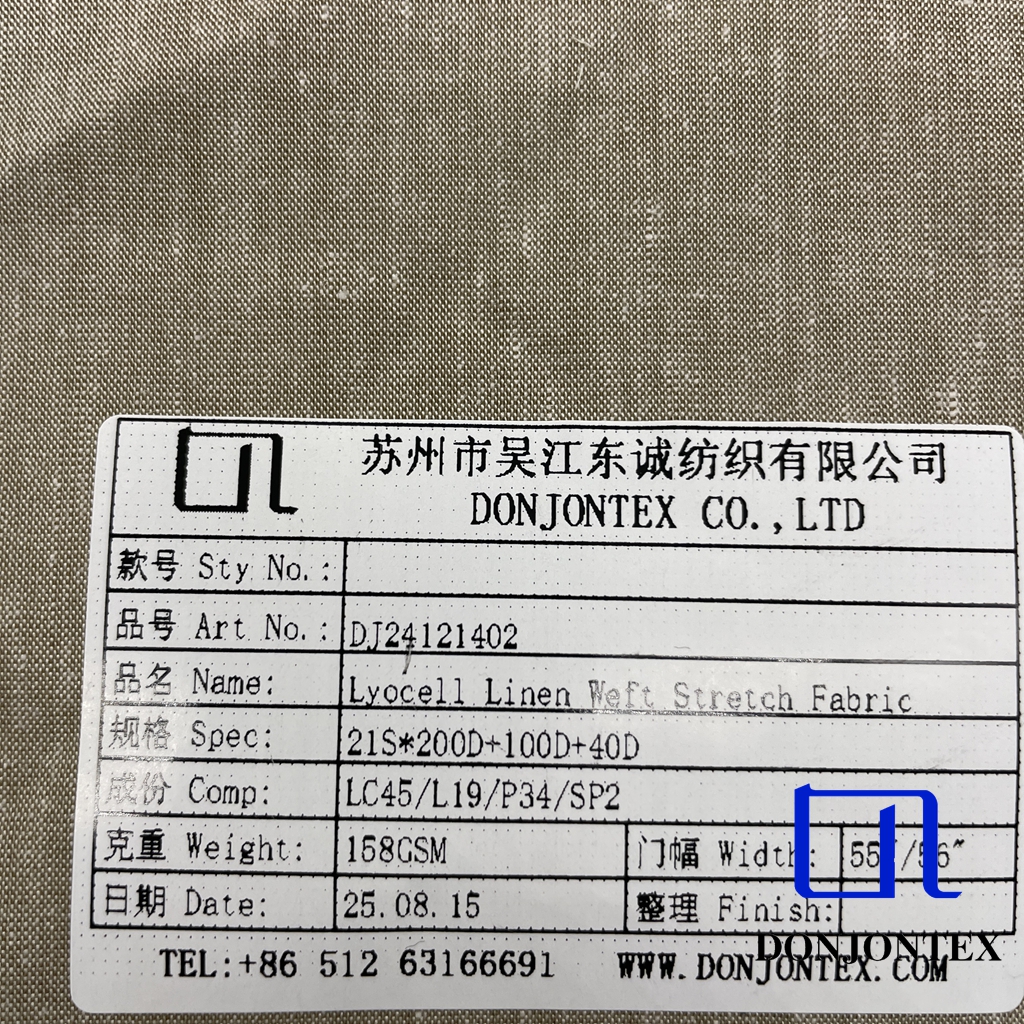 苏州市吴江东诚纺织有限公司
DONJONTEX CO.,LTD
款号 Sty No.:
品号 Art No.: DJ24121402
品名 Name: Lyocell Linen Weft Stretch Fabric
规格 Spec: 21S*200D+100D+40D
成份 Comp: LC45/L19/P34/SP2
克重 Weight: 158GSM 门幅 Width: 55"/56"
日期 Date: 25.08.15 整理 Finish:
TEL:+86 512 63166691 WWW.DONJONTEX.COM
DONJONTEX